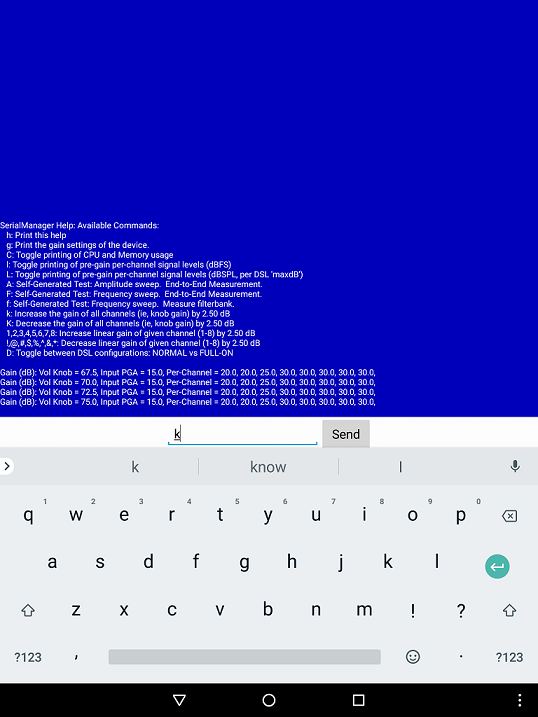 SerialManager Help: Available Commands:
h: Print this help
g: Print the gain settings of the device.
C: Toggle printing of CPU and Memory usage
l: Toggle printing of pre-gain per-channel signal levels (dBFS)
L: Toggle printing of pre-gain per-channel signal levels (dBSPL, per DSL 'maxdB')
A: Self-Generated Test: Amplitude sweep.  End-to-End Measurement.
F: Self-Generated Test: Frequency sweep.  End-to-End Measurement.
f: Self-Generated Test: Frequency sweep.  Measure filterbank.
k: Increase the gain of all channels (ie, knob gain) by 2.50 dB
K: Decrease the gain of all channels (ie, knob gain) by 2.50 dB
1,2,3,4,5,6,7,8: Increase linear gain of given channel (1-8) by 2.50 dB
!,@,#,$,%,^,&,*: Decrease linear gain of given channel (1-8) by 2.50 dB
D: Toggle between DSL configurations: NORMAL vs FULL-ON
Gain (dB): Vol Knob = 67.5, Input PGA = 15.0, Per-Channel = 20.0, 20.0, 25.0, 30.0, 30.0, 30.0, 30.0, 30.0,
Gain (dB): Vol Knob = 70.0, Input PGA = 15.0, Per-Channel = 20.0, 20.0, 25.0, 30.0, 30.0, 30.0, 30.0, 30.0,
Gain (dB): Vol Knob = 72.5, Input PGA = 15.0, Per-Channel = 20.0, 20.0, 25.0, 30.0, 30.0, 30.0, 30.0, 30.0,
Gain (dB): Vol Knob = 75.0, Input PGA = 15.0, Per-Channel = 20.0, 20.0, 25.0, 30.0, 30.0, 30.0, 30.0, 30.0,
k Send
k know l
1 2 3 4 5 6 7 8 9 0
q w e r t y u i o p
a s d f g h j k l
z x c v b n m ! ?
?123 , . ?123